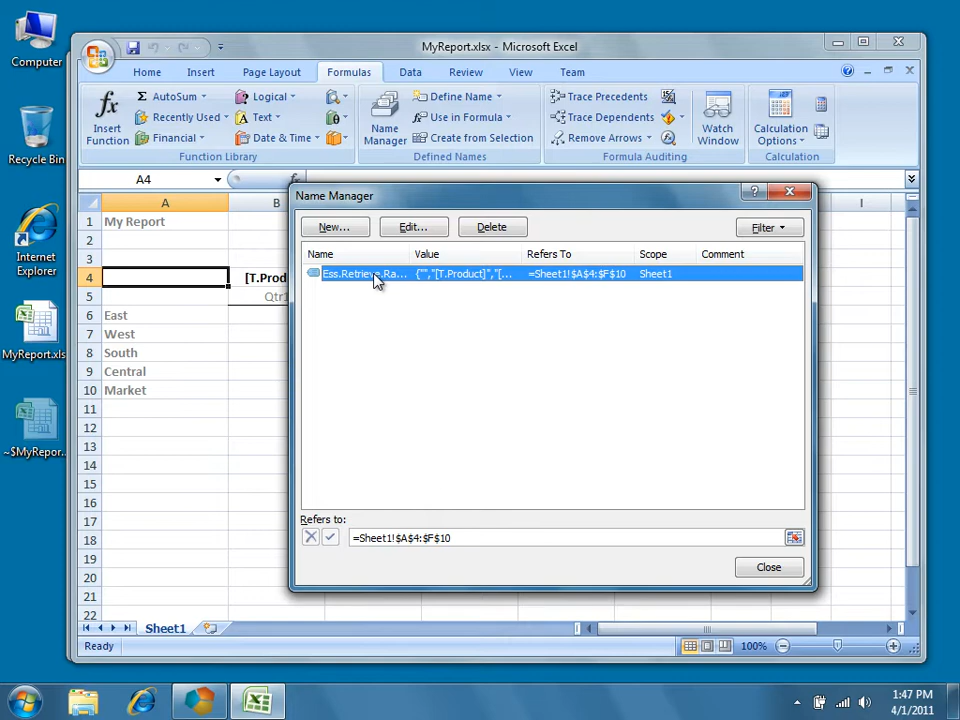 Computer
Recycle Bin
Internet
Explorer
MyReport.xls
~$MyRepor...
MyReport.xlsx - Microsoft Excel
Home Insert Page Layout Formulas Data Review View Team
Insert
Function
AutoSum
Recently Used
Financial
Logical
Text
Date & Time
Function Library
Name
Manager
Define Name
Use in Formula
Create from Selection
Defined Names
Trace Precedents
Trace Dependents
Remove Arrows
Watch
Window
Formula Auditing
Calculation
Options
Calculation
A4
A B I
1 My Report
2
3
4 [T.Prod
5 Qtr1
6 East
7 West
8 South
9 Central
10 Market
11
12
13
14
15
16
17
18
19
20
21
22
Name Manager
New... Edit... Delete Filter
Name Value Refers To Scope Comment
Ess.Retrieve.Ra... {"","[T.Product]","[... =Sheet1!$A$4:$F$10 Sheet1
Refers to:
=Sheet1!$A$4:$F$10
Close
Sheet1
Ready 100%
1:47 PM
4/1/2011